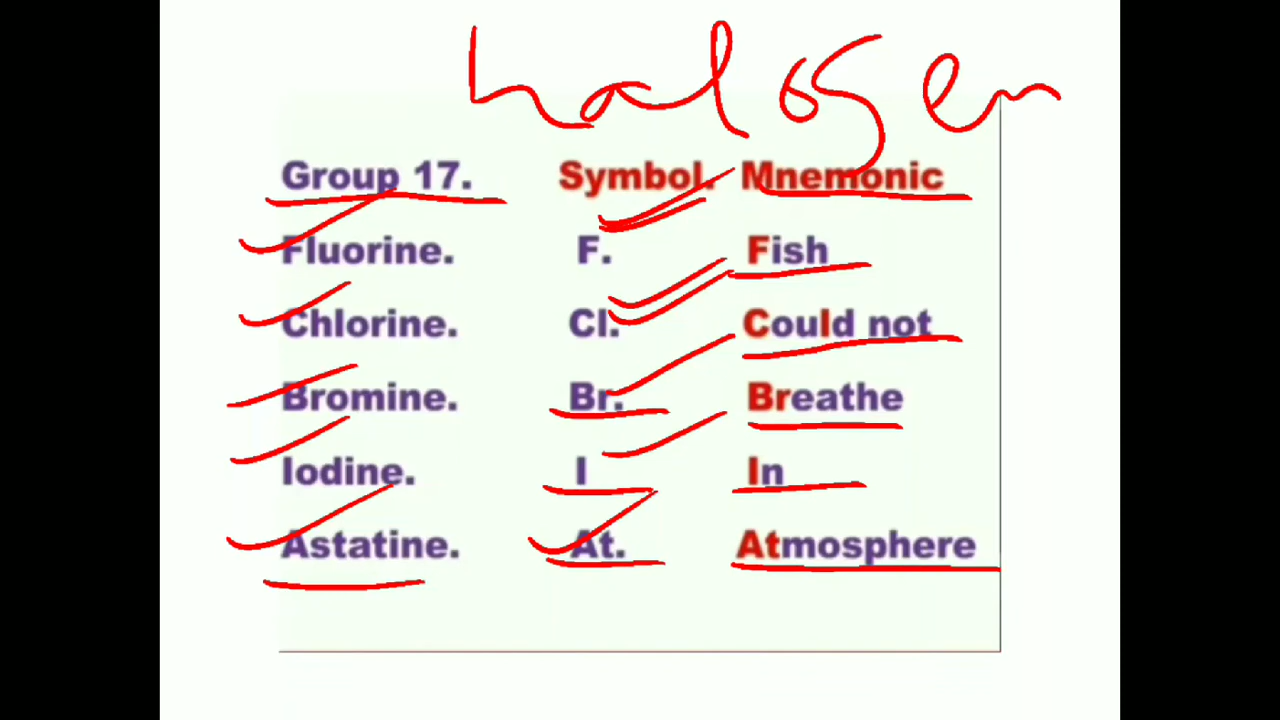 halogen
Group 17. Symbol. Mnemonic
Fluorine. F. Fish
Chlorine. Cl. Could not
Bromine. Br. Breathe
Iodine. I In
Astatine. At. Atmosphere